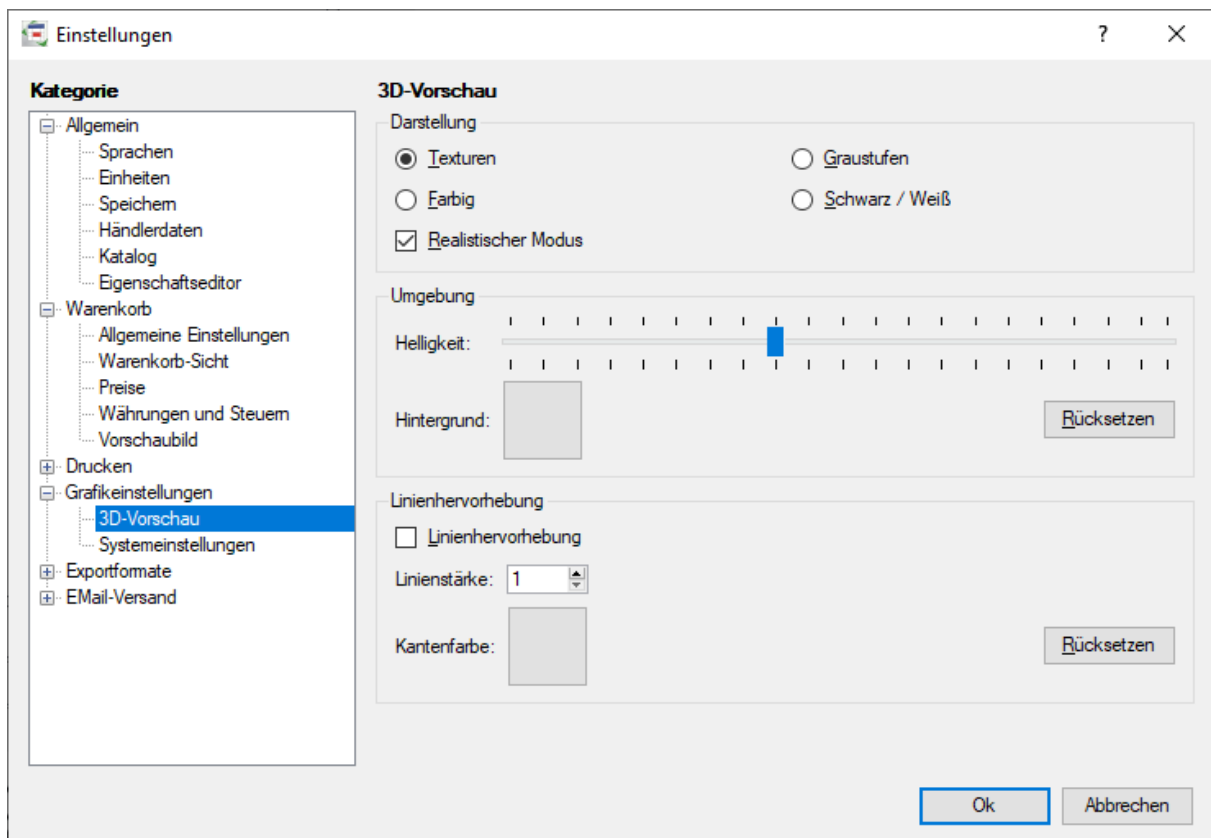 Einstellungen
?
Kategorie
Allgemein
Sprachen
Einheiten
Speichern
Händlerdaten
Katalog
Eigenschaftseditor
Warenkorb
Allgemeine Einstellungen
Warenkorb-Sicht
Preise
Währungen und Steuern
Vorschaubild
Drucken
Grafikeinstellungen
3D-Vorschau
Systemeinstellungen
Exportformate
EMail-Versand
3D-Vorschau
Darstellung
Texturen
Graustufen
Farbig
Schwarz / Weiß
Realistischer Modus
Umgebung
Helligkeit:
Hintergrund:
Rücksetzen
Linienhervorhebung
Linienhervorhebung
Linienstärke: 1
Kantenfarbe:
Rücksetzen
Ok
Abbrechen